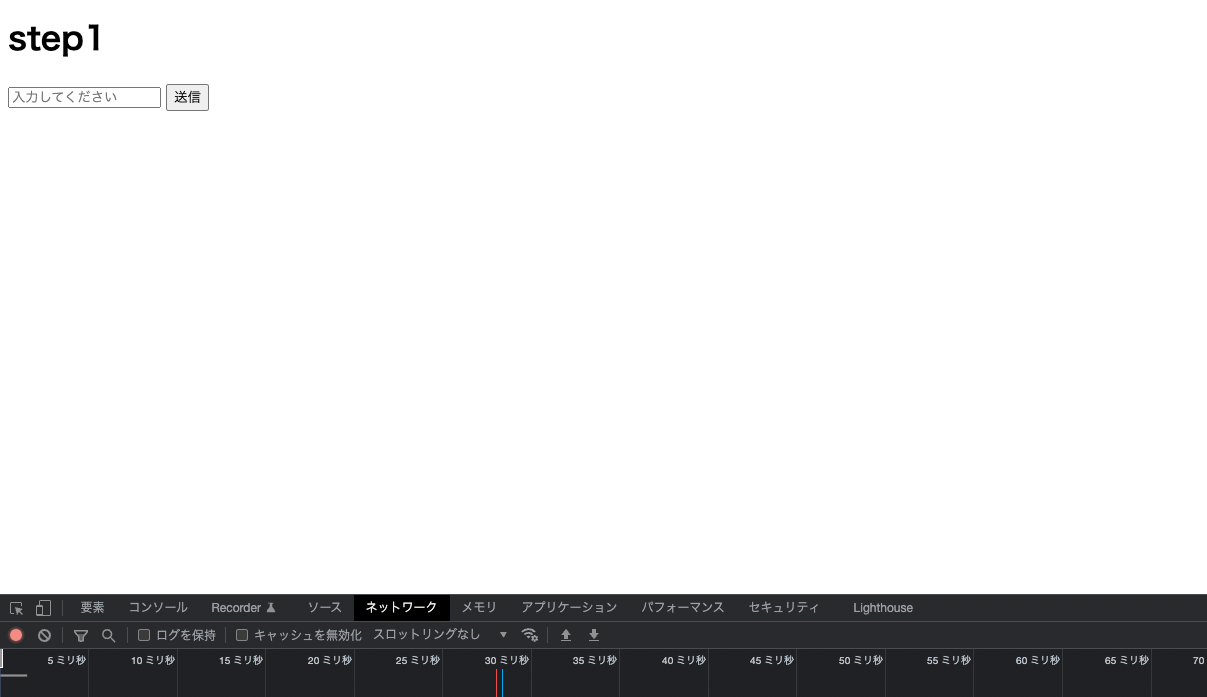 step1
入力してください 送信
要素 コンソール Recorder ソース ネットワーク メモリ アプリケーション パフォーマンス セキュリティ Lighthouse
ログを保持 キャッシュを無効化 スロットリングなし
5 ミリ秒 10 ミリ秒 15 ミリ秒 20 ミリ秒 25 ミリ秒 30 ミリ秒 35 ミリ秒 40 ミリ秒 45 ミリ秒 50 ミリ秒 55 ミリ秒 60 ミリ秒 65 ミリ秒 70